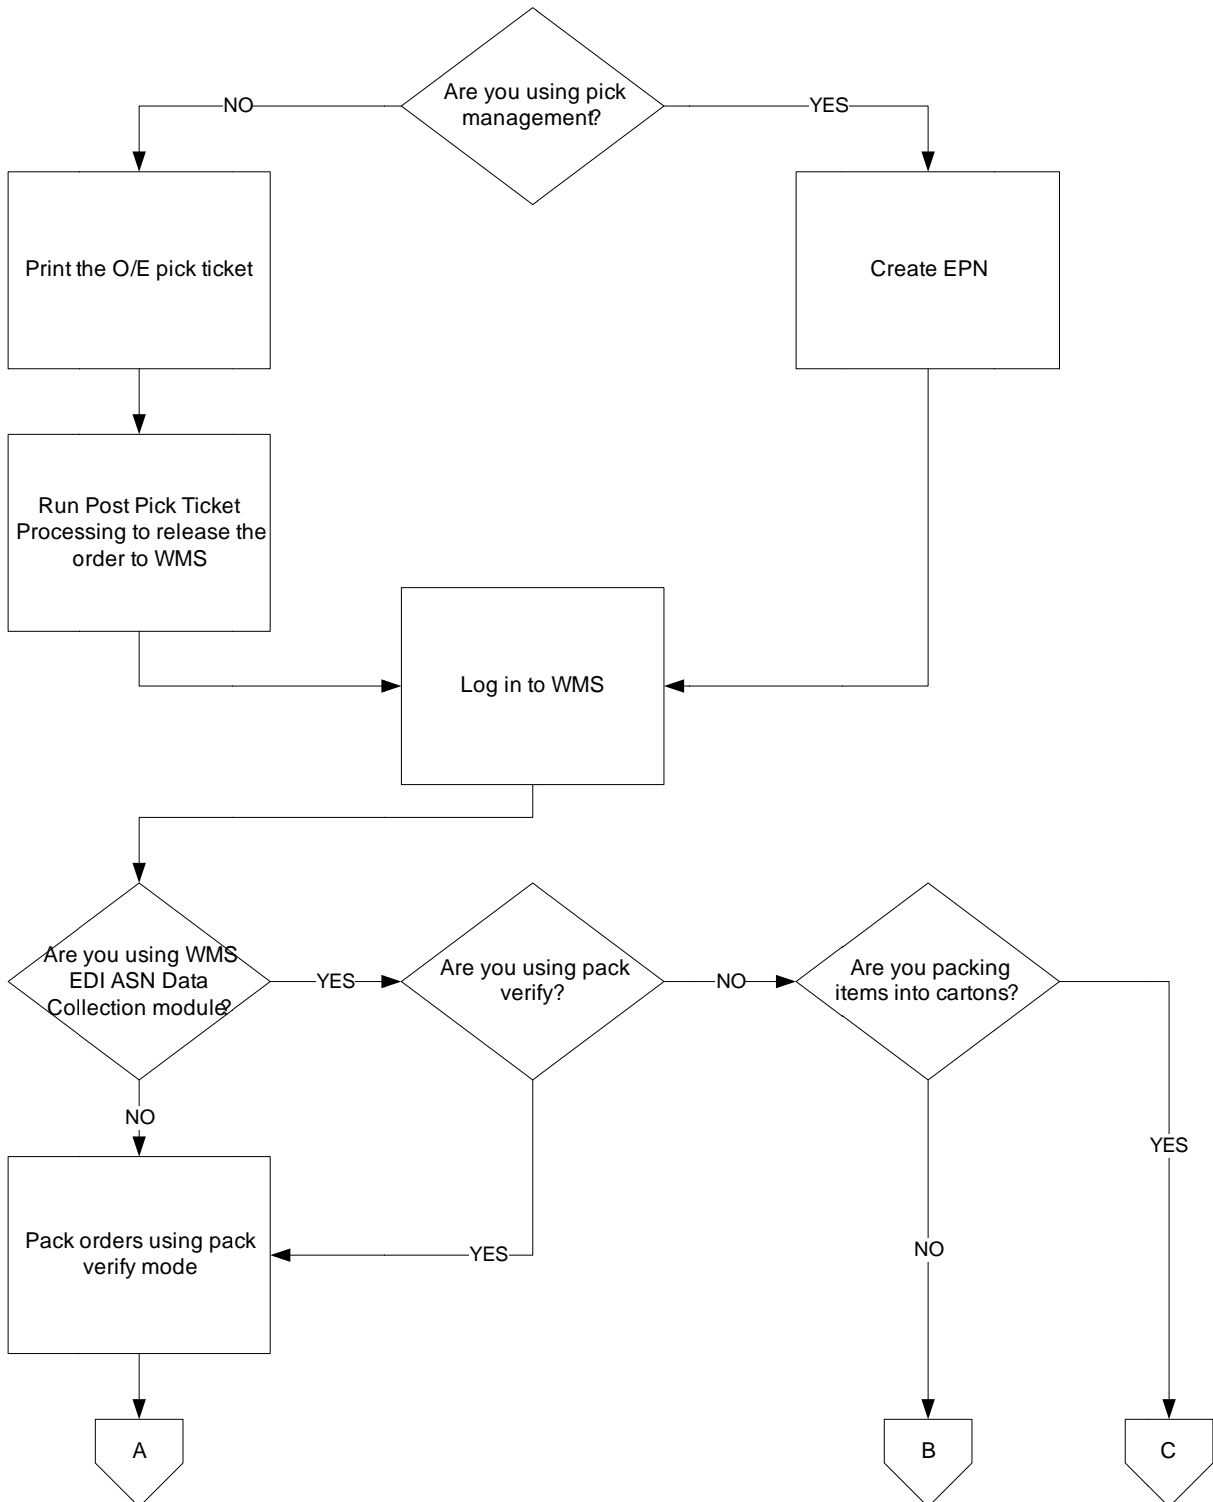 Are you using pick
management?
NO
YES
Print the O/E pick ticket
Create EPN
Run Post Pick Ticket
Processing to release the
order to WMS
Log in to WMS
Are you using WMS
EDI ASN Data
Collection module?
YES
Are you using pack
verify?
NO
Are you packing
items into cartons?
NO
YES
Pack orders using pack
verify mode
YES
NO
A
B
C